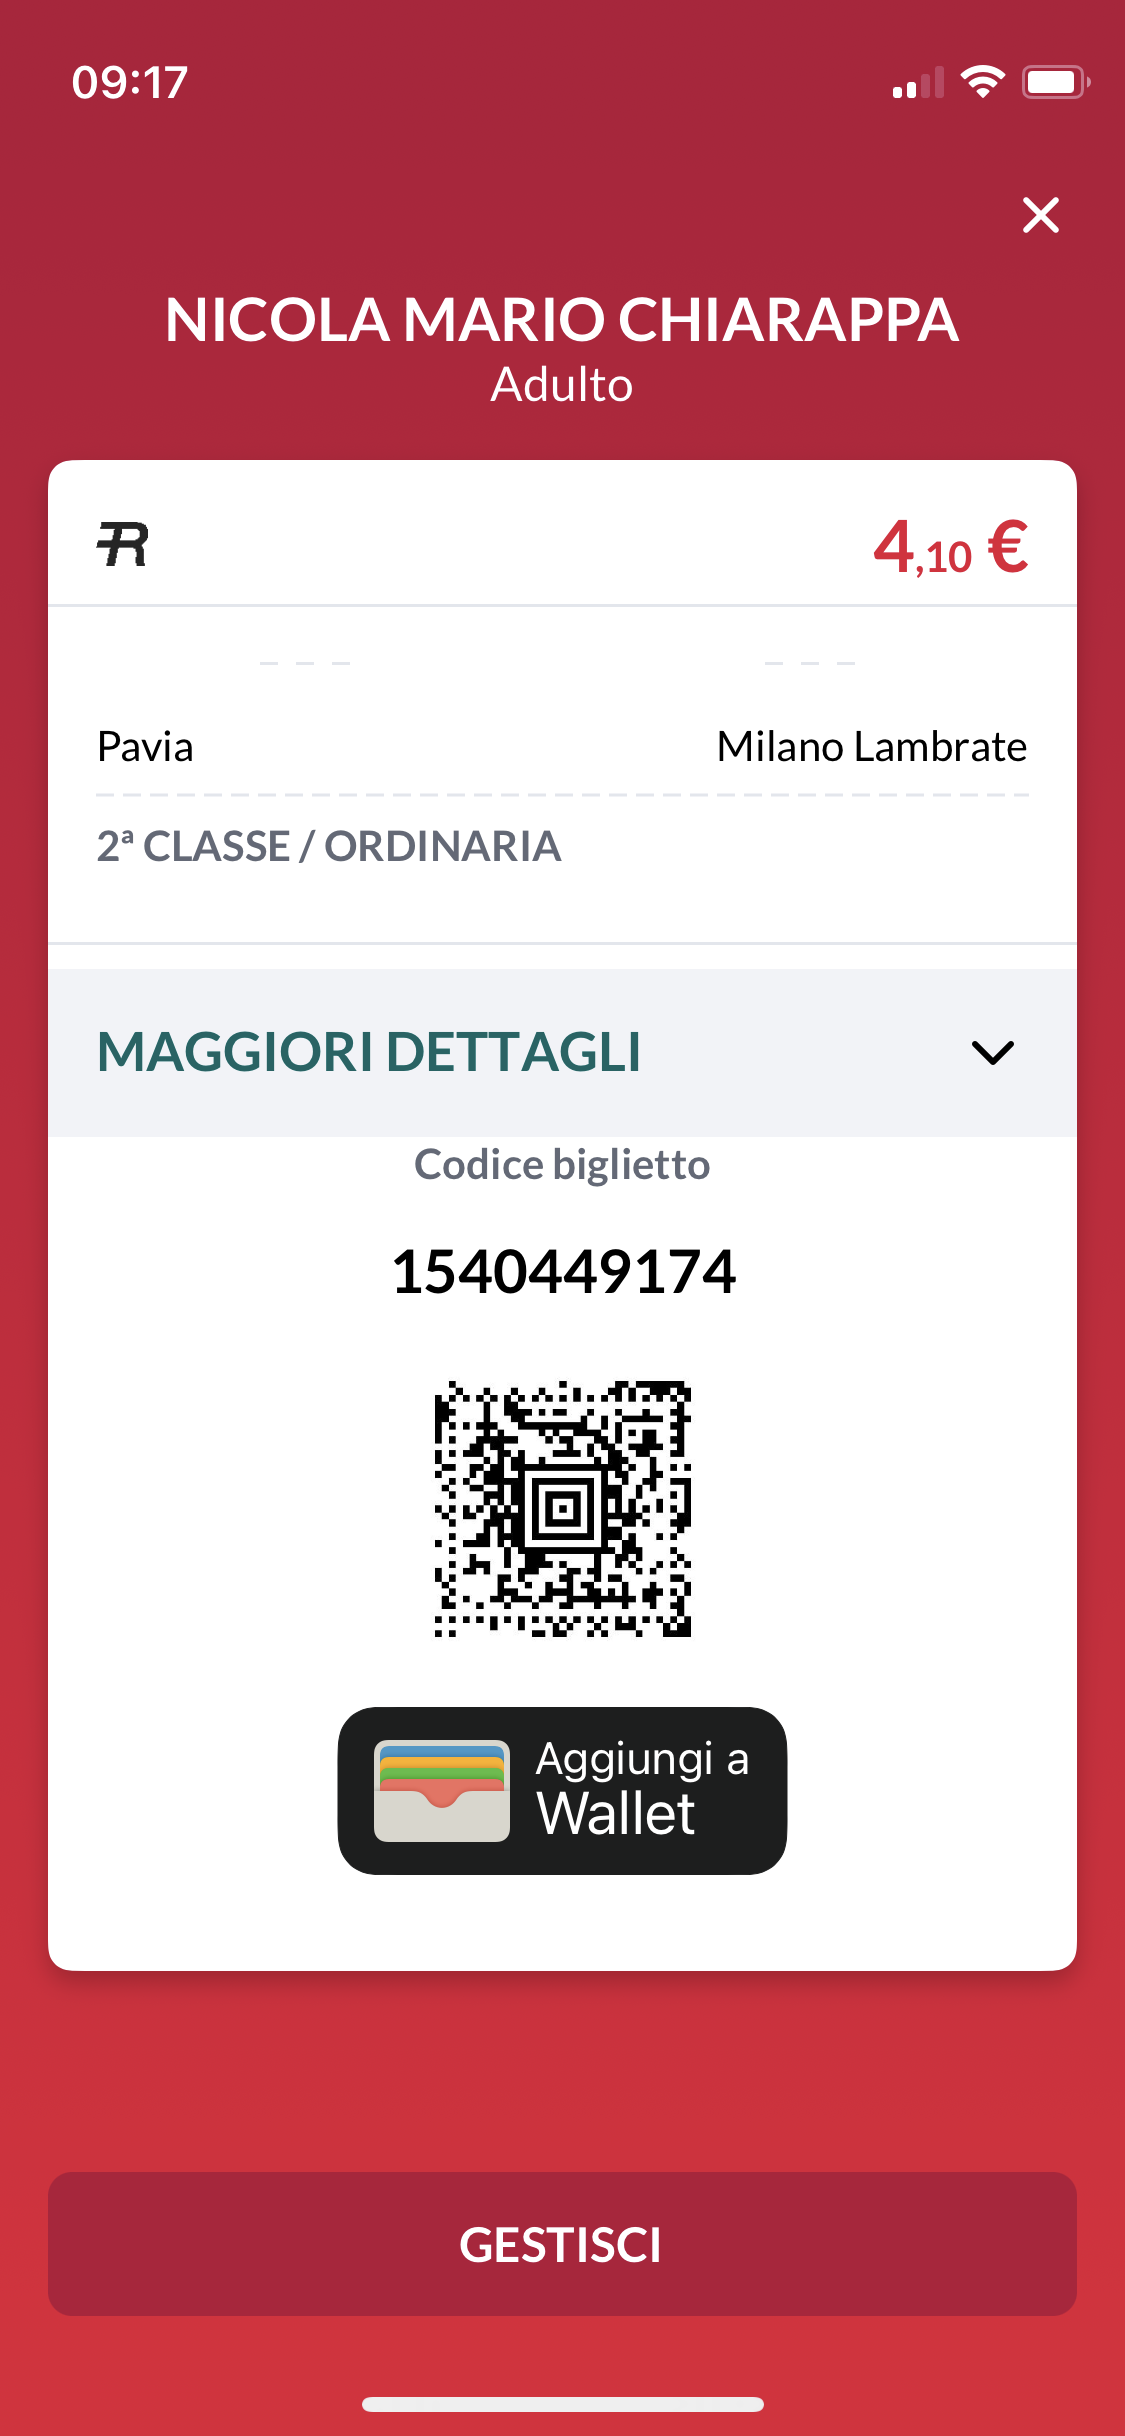 09:17
NICOLA MARIO CHIARAPPA
Adulto
4,10 €
Pavia
Milano Lambrate
2ª CLASSE / ORDINARIA
MAGGIORI DETTAGLI
Codice biglietto
1540449174
Aggiungi a
Wallet
GESTISCI